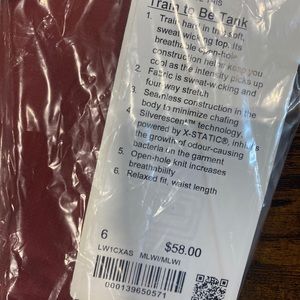 THIS
Train to Be Tank
1. Train hard in this soft,
sweat-wicking top. Its
breathable open-hole
construction helps keep you
cool as the intensity picks up
2. Fabric is sweat-wicking and
four-way stretch
3. Seamless construction in the
body to minimize chafing
4. Silverescent™ technology,
powered by X-STATIC®, inhibits
the growth of odour-causing
bacteria on the garment
5. Open-hole knit increases
breathability
6. Relaxed fit, waist length
6
$58.00
LW1CXAS MLWI/MLWI
000139650571